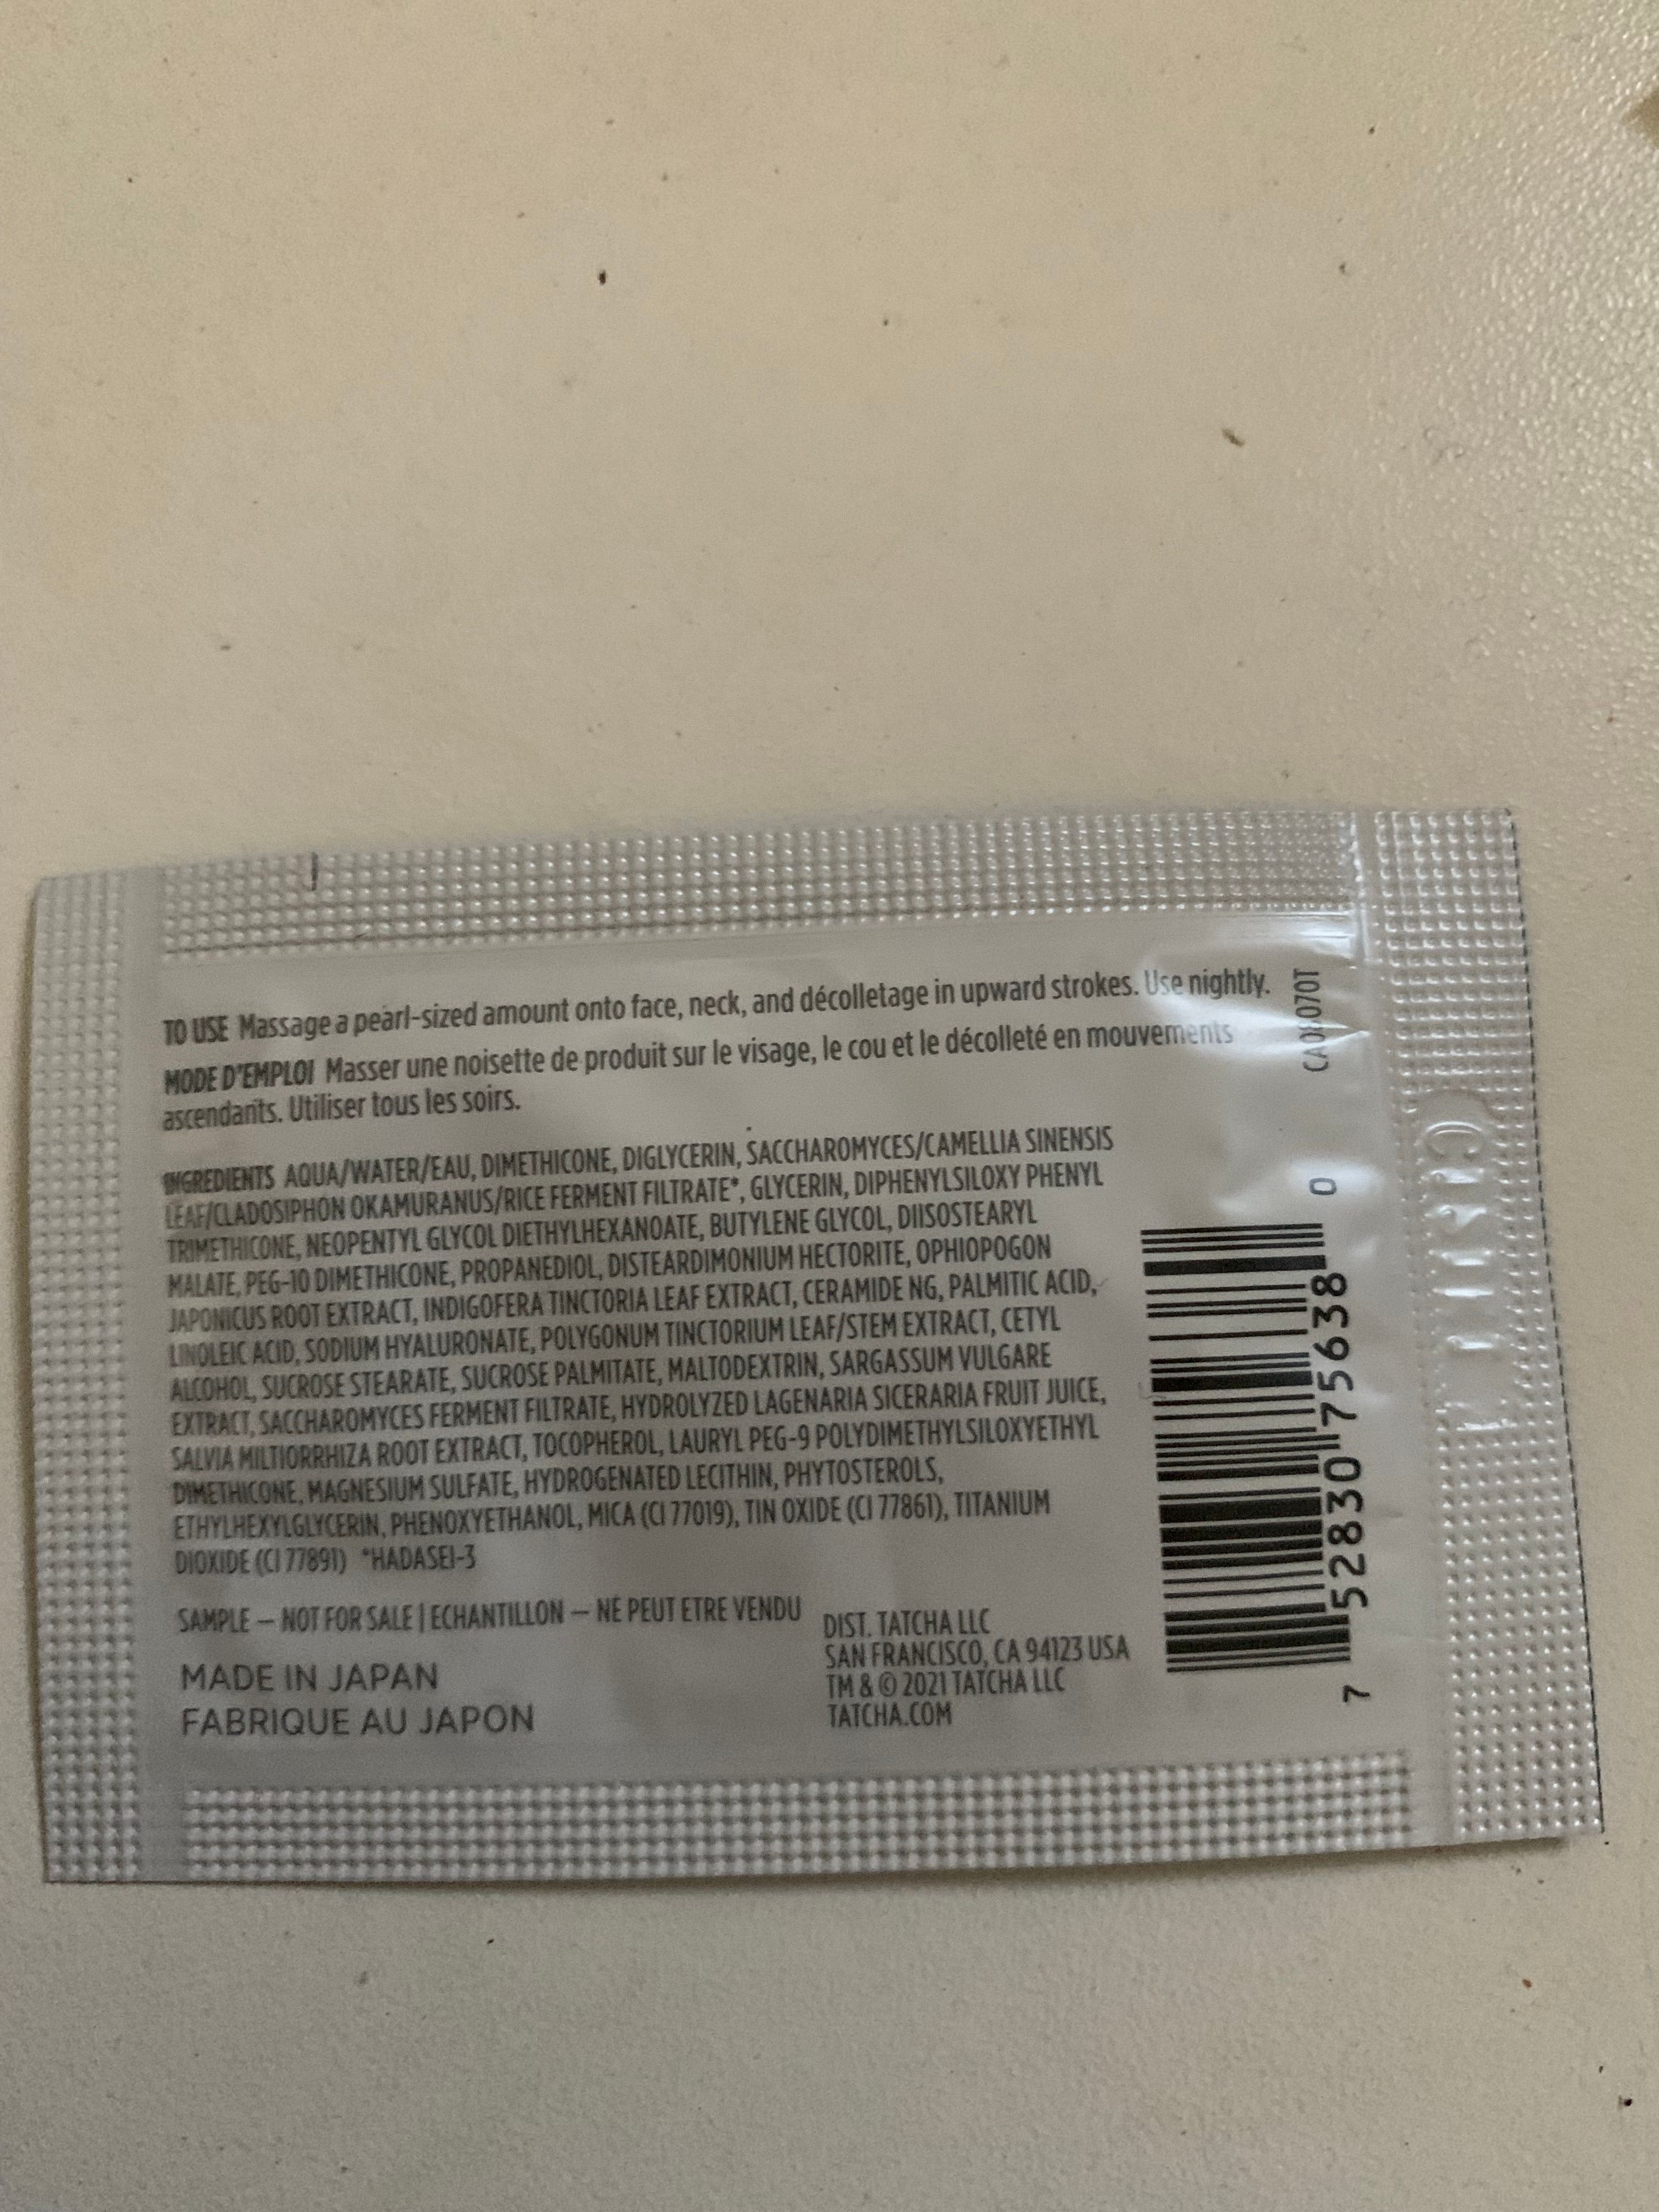 TO USE Massage a pearl-sized amount onto face, neck, and décolletage in upward strokes. Use nightly.
MODE D'EMPLOI Masser une noisette de produit sur le visage, le cou et le décolleté en mouvements
ascendants. Utiliser tous les soirs.
INGREDIENTS AQUA/WATER/EAU, DIMETHICONE, DIGLYCERIN, SACCHAROMYCES/CAMELLIA SINENSIS
LEAF/CLADOSIPHON OKAMURANUS/RICE FERMENT FILTRATE*, GLYCERIN, DIPHENYLSILOXY PHENYL
TRIMETHICONE, NEOPENTYL GLYCOL DIETHYLHEXANOATE, BUTYLENE GLYCOL, DIISOSTEARYL
MALATE, PEG-10 DIMETHICONE, PROPANEDIOL, DISTEARDIMONIUM HECTORITE, OPHIOPOGON
JAPONICUS ROOT EXTRACT, INDIGOFERA TINCTORIA LEAF EXTRACT, CERAMIDE NG, PALMITIC ACID,
LINOLEIC ACID, SODIUM HYALURONATE, POLYGONUM TINCTORIUM LEAF/STEM EXTRACT, CETYL
ALCOHOL, SUCROSE STEARATE, SUCROSE PALMITATE, MALTODEXTRIN, SARGASSUM VULGARE
EXTRACT, SACCHAROMYCES FERMENT FILTRATE, HYDROLYZED LAGENARIA SICERARIA FRUIT JUICE,
SALVIA MILTIORRHIZA ROOT EXTRACT, TOCOPHEROL, LAURYL PEG-9 POLYDIMETHYLSILOXYETHYL
DIMETHICONE, MAGNESIUM SULFATE, HYDROGENATED LECITHIN, PHYTOSTEROLS,
ETHYLHEXYLGLYCERIN, PHENOXYETHANOL, MICA (CI 77019), TIN OXIDE (CI 77861), TITANIUM
DIOXIDE (CI 77891) *HADASEI-3
SAMPLE – NOT FOR SALE | ECHANTILLON – NE PEUT ETRE VENDU
MADE IN JAPAN
FABRIQUE AU JAPON
DIST. TATCHA LLC
SAN FRANCISCO, CA 94123 USA
TM & © 2021 TATCHA LLC
TATCHA.COM
7 52830 75638 0